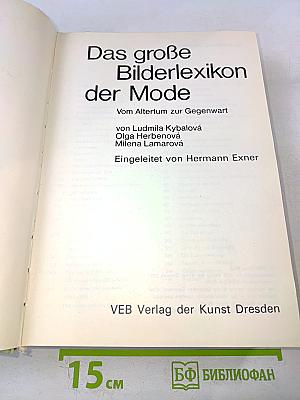 Das große
Bilderlexikon
der Mode
Vom Altertum zur Gegenwart
von Ludmila Kybalová
Olga Herbenová
Milena Lamarová
Eingeleitet von Hermann Exner
VEB Verlag der Kunst Dresden
15 см
БФ БИБЛИОФАН